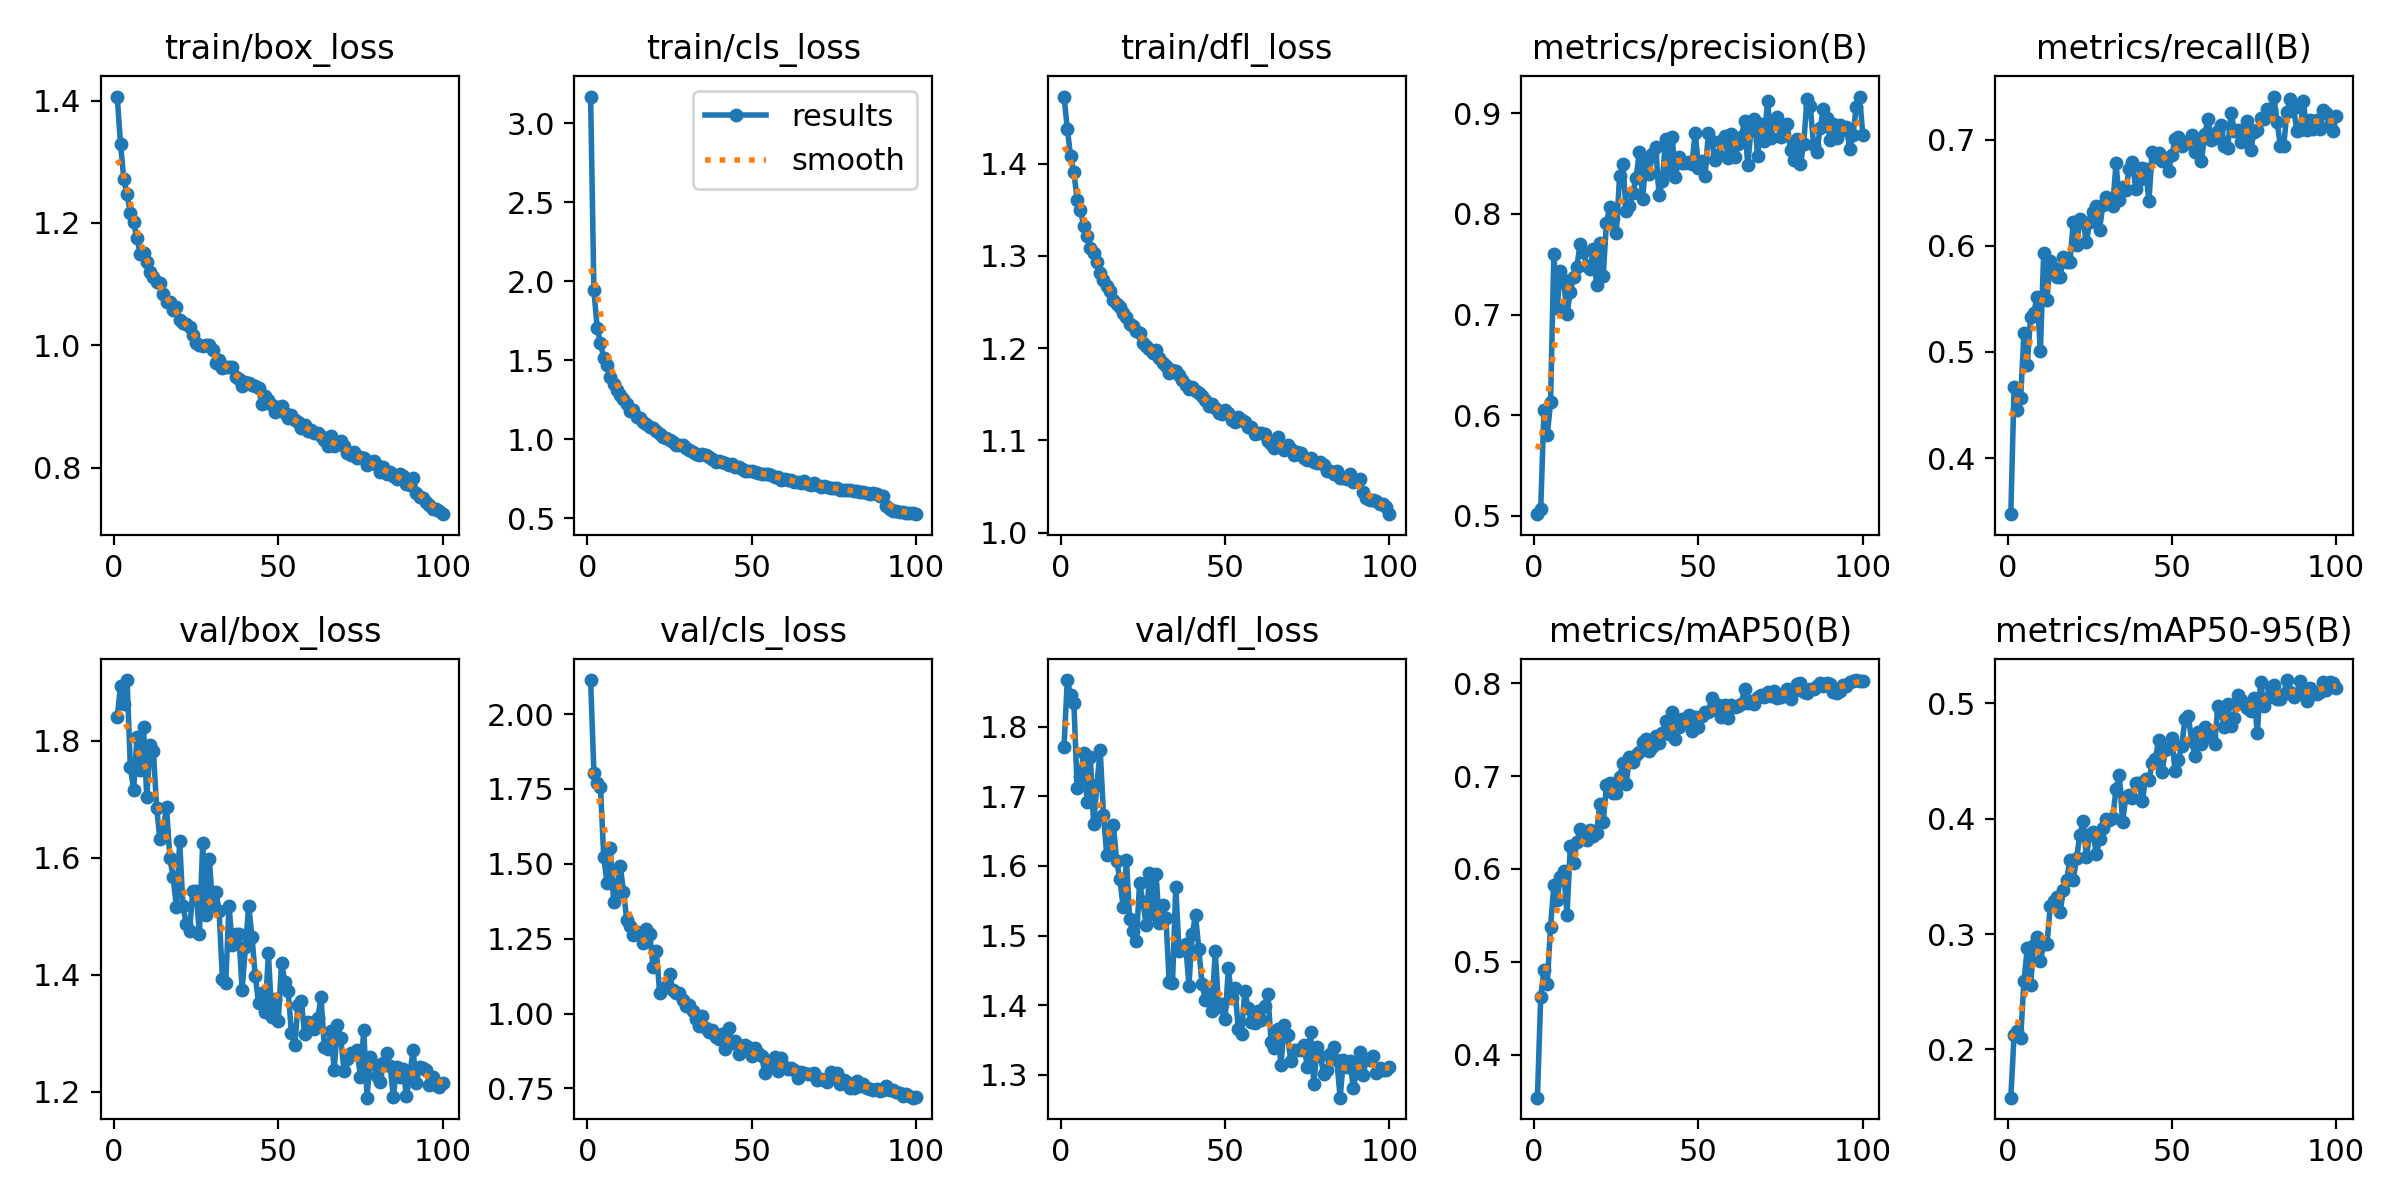 train/box_loss
1.4
1.2
1.0
0.8
0 50 100
train/cls_loss
results
smooth
3.0
2.5
2.0
1.5
1.0
0.5
0 50 100
train/dfl_loss
1.4
1.3
1.2
1.1
1.0
0 50 100
metrics/precision(B)
0.9
0.8
0.7
0.6
0.5
0 50 100
metrics/recall(B)
0.7
0.6
0.5
0.4
0 50 100
val/box_loss
1.8
1.6
1.4
1.2
0 50 100
val/cls_loss
2.00
1.75
1.50
1.25
1.00
0.75
0 50 100
val/dfl_loss
1.8
1.7
1.6
1.5
1.4
1.3
0 50 100
metrics/mAP50(B)
0.8
0.7
0.6
0.5
0.4
0 50 100
metrics/mAP50-95(B)
0.5
0.4
0.3
0.2
0 50 100